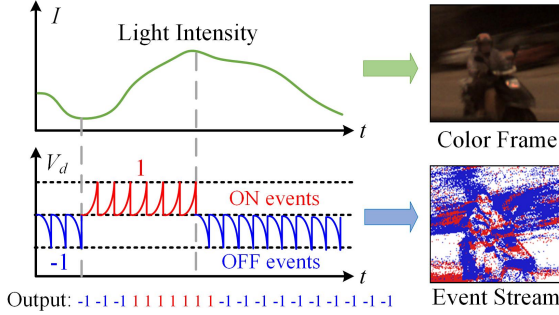 I
Light Intensity
t
Color Frame
V_d
1
ON events
-1
OFF events
t
Output: -1 -1 -1 1 1 1 1 1 1 1 -1 -1 -1 -1 -1 -1 -1 -1 -1 -1
Event Stream